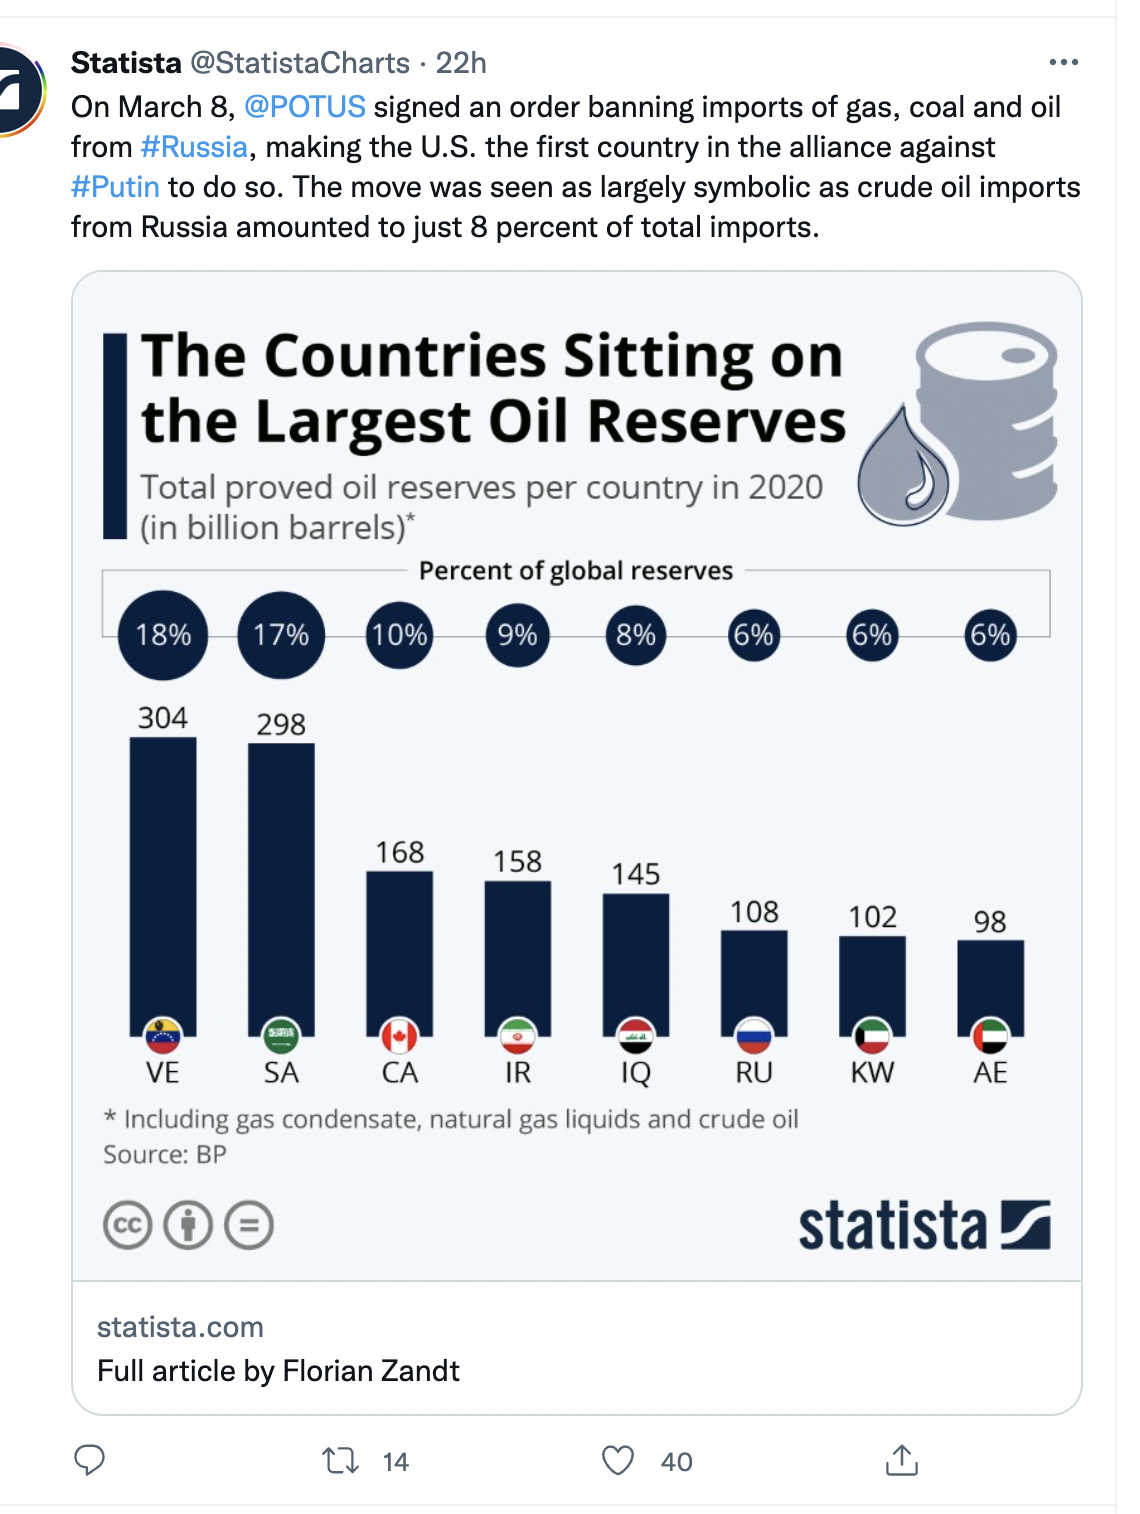 Statista @StatistaCharts · 22h
On March 8, @POTUS signed an order banning imports of gas, coal and oil
from #Russia, making the U.S. the first country in the alliance against
#Putin to do so. The move was seen as largely symbolic as crude oil imports
from Russia amounted to just 8 percent of total imports.
The Countries Sitting on
the Largest Oil Reserves
Total proved oil reserves per country in 2020
(in billion barrels)*
Percent of global reserves
18% 17% 10% 9% 8% 6% 6% 6%
304 298 168 158 145 108 102 98
VE SA CA IR IQ RU KW AE
* Including gas condensate, natural gas liquids and crude oil
Source: BP
cc
statista
statista.com
Full article by Florian Zandt
14 40